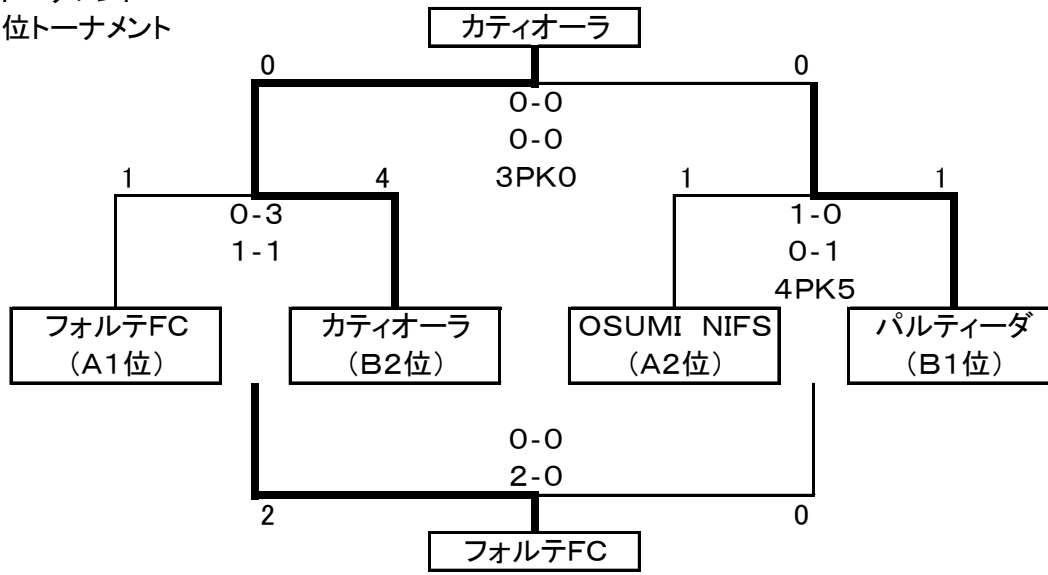 位トーナメント
カティオーラ
0 0
0-0
0-0
3PK0
1 4 1 1
0-3 1-0
1-1 0-1
4PK5
フォルテFC カティオーラ OSUMI NIFS パルティーダ
(A1位) (B2位) (A2位) (B1位)
0-0
2-0
2 0
フォルテFC